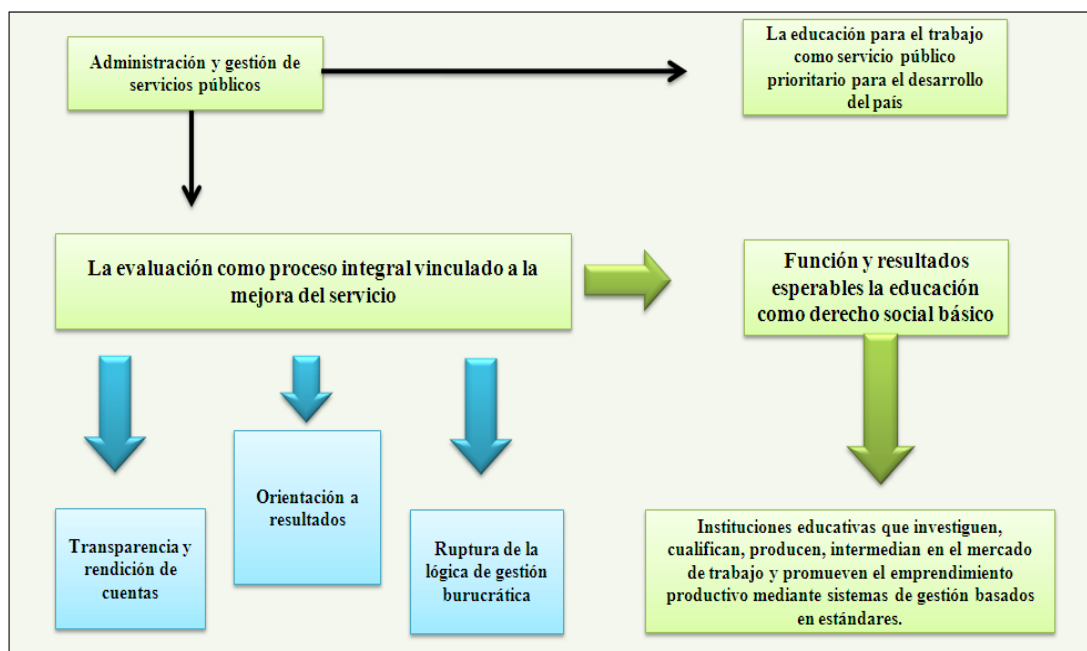 Administración y gestión de
servicios públicos
La educación para el trabajo
como servicio público
prioritario para el desarrollo
del país
La evaluación como proceso integral vinculado a la
mejora del servicio
Función y resultados
esperables la educación
como derecho social básico
Transparencia y
rendición de
cuentas
Orientación a
resultados
Ruptura de la
lógica de gestión
burucrática
Instituciones educativas que investiguen,
cualifican, producen, intermedian en el mercado
de trabajo y promueven el emprendimiento
productivo mediante sistemas de gestión basados
en estándares.